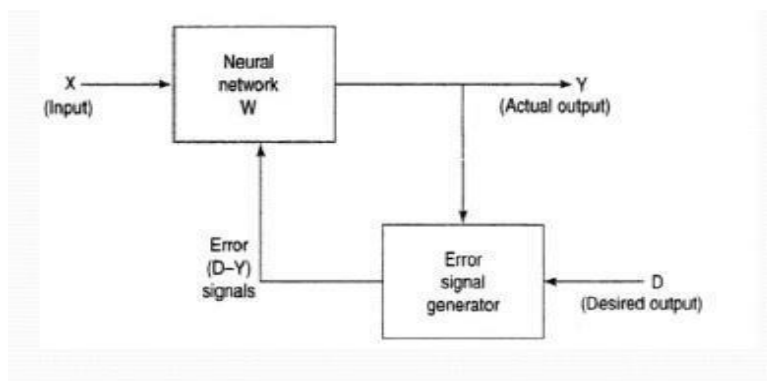 Neural
network
W
X
(Input)
Y
(Actual output)
Error
(D–Y)
signals
Error
signal
generator
D
(Desired output)